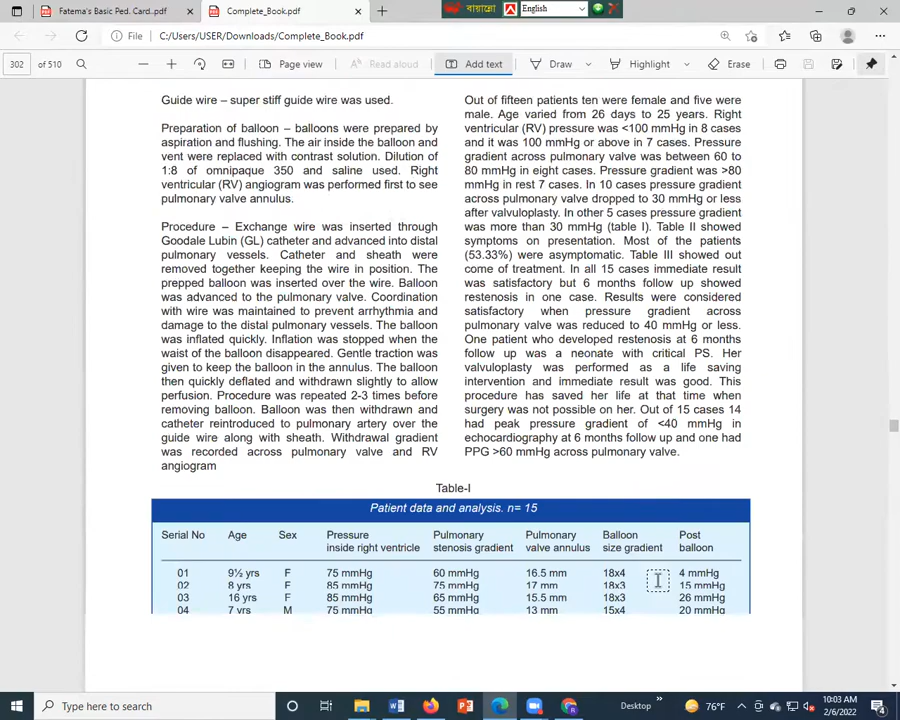 Fatema's Basic Ped. Card..pdf
Complete_Book.pdf
বায়ান্নো
English
File
C:/Users/USER/Downloads/Complete_Book.pdf
302 of 510
Page view
Read aloud
Add text
Draw
Highlight
Erase
Guide wire – super stiff guide wire was used.
Preparation of balloon – balloons were prepared by
aspiration and flushing. The air inside the balloon and
vent were replaced with contrast solution. Dilution of
1:8 of omnipaque 350 and saline used. Right
ventricular (RV) angiogram was performed first to see
pulmonary valve annulus.
Procedure – Exchange wire was inserted through
Goodale Lubin (GL) catheter and advanced into distal
pulmonary vessels. Catheter and sheath were
removed together keeping the wire in position. The
prepped balloon was inserted over the wire. Balloon
was advanced to the pulmonary valve. Coordination
with wire was maintained to prevent arrhythmia and
damage to the distal pulmonary vessels. The balloon
was inflated quickly. Inflation was stopped when the
waist of the balloon disappeared. Gentle traction was
given to keep the balloon in the annulus. The balloon
then quickly deflated and withdrawn slightly to allow
perfusion. Procedure was repeated 2-3 times before
removing balloon. Balloon was then withdrawn and
catheter reintroduced to pulmonary artery over the
guide wire along with sheath. Withdrawal gradient
was recorded across pulmonary valve and RV
angiogram
Out of fifteen patients ten were female and five were
male. Age varied from 26 days to 25 years. Right
ventricular (RV) pressure was <100 mmHg in 8 cases
and it was 100 mmHg or above in 7 cases. Pressure
gradient across pulmonary valve was between 60 to
80 mmHg in eight cases. Pressure gradient was >80
mmHg in rest 7 cases. In 10 cases pressure gradient
across pulmonary valve dropped to 30 mmHg or less
after valvuloplasty. In other 5 cases pressure gradient
was more than 30 mmHg (table I). Table II showed
symptoms on presentation. Most of the patients
(53.33%) were asymptomatic. Table III showed out
come of treatment. In all 15 cases immediate result
was satisfactory but 6 months follow up showed
restenosis in one case. Results were considered
satisfactory when pressure gradient across
pulmonary valve was reduced to 40 mmHg or less.
One patient who developed restenosis at 6 months
follow up was a neonate with critical PS. Her
valvuloplasty was performed as a life saving
intervention and immediate result was good. This
procedure has saved her life at that time when
surgery was not possible on her. Out of 15 cases 14
had peak pressure gradient of <40 mmHg in
echocardiography at 6 months follow up and one had
PPG >60 mmHg across pulmonary valve.
Table-I
Patient data and analysis. n= 15
Serial No Age Sex Pressure inside right ventricle Pulmonary stenosis gradient Pulmonary valve annulus Balloon size gradient Post balloon
01 9½ yrs F 75 mmHg 60 mmHg 16.5 mm 18x4 4 mmHg
02 8 yrs F 85 mmHg 75 mmHg 17 mm 18x3 15 mmHg
03 16 yrs F 85 mmHg 65 mmHg 15.5 mm 18x3 26 mmHg
04 7 yrs M 75 mmHg 55 mmHg 13 mm 15x4 20 mmHg
Type here to search
Desktop
76°F
10:03 AM
2/6/2022
4